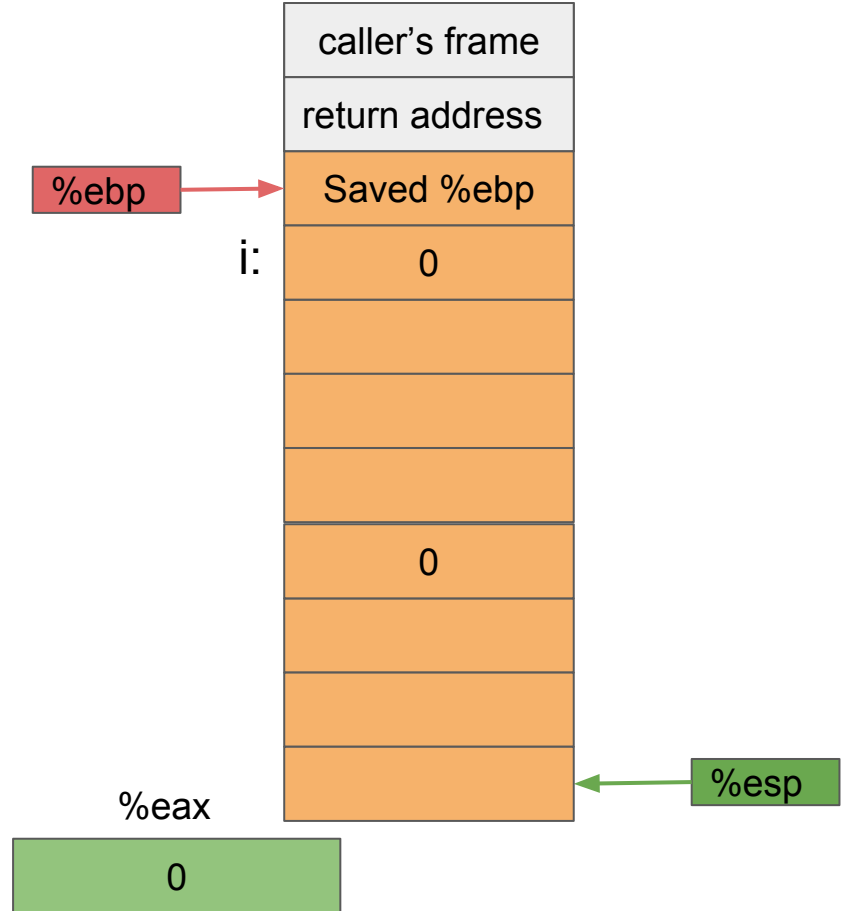 caller’s frame
return address
%ebp
Saved %ebp
i:
0
0
%esp
%eax
0